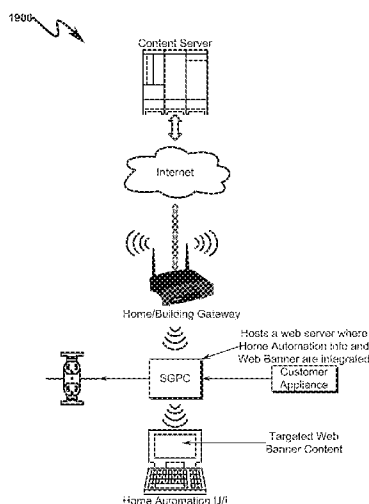 1900
Content Server
Internet
Home/Building Gateway
Hosts a web server where
Home Automation Info and
Web Banner are integrated
SGPC
Customer
Appliance
Targeted Web
Banner Content
Home Automation U/I